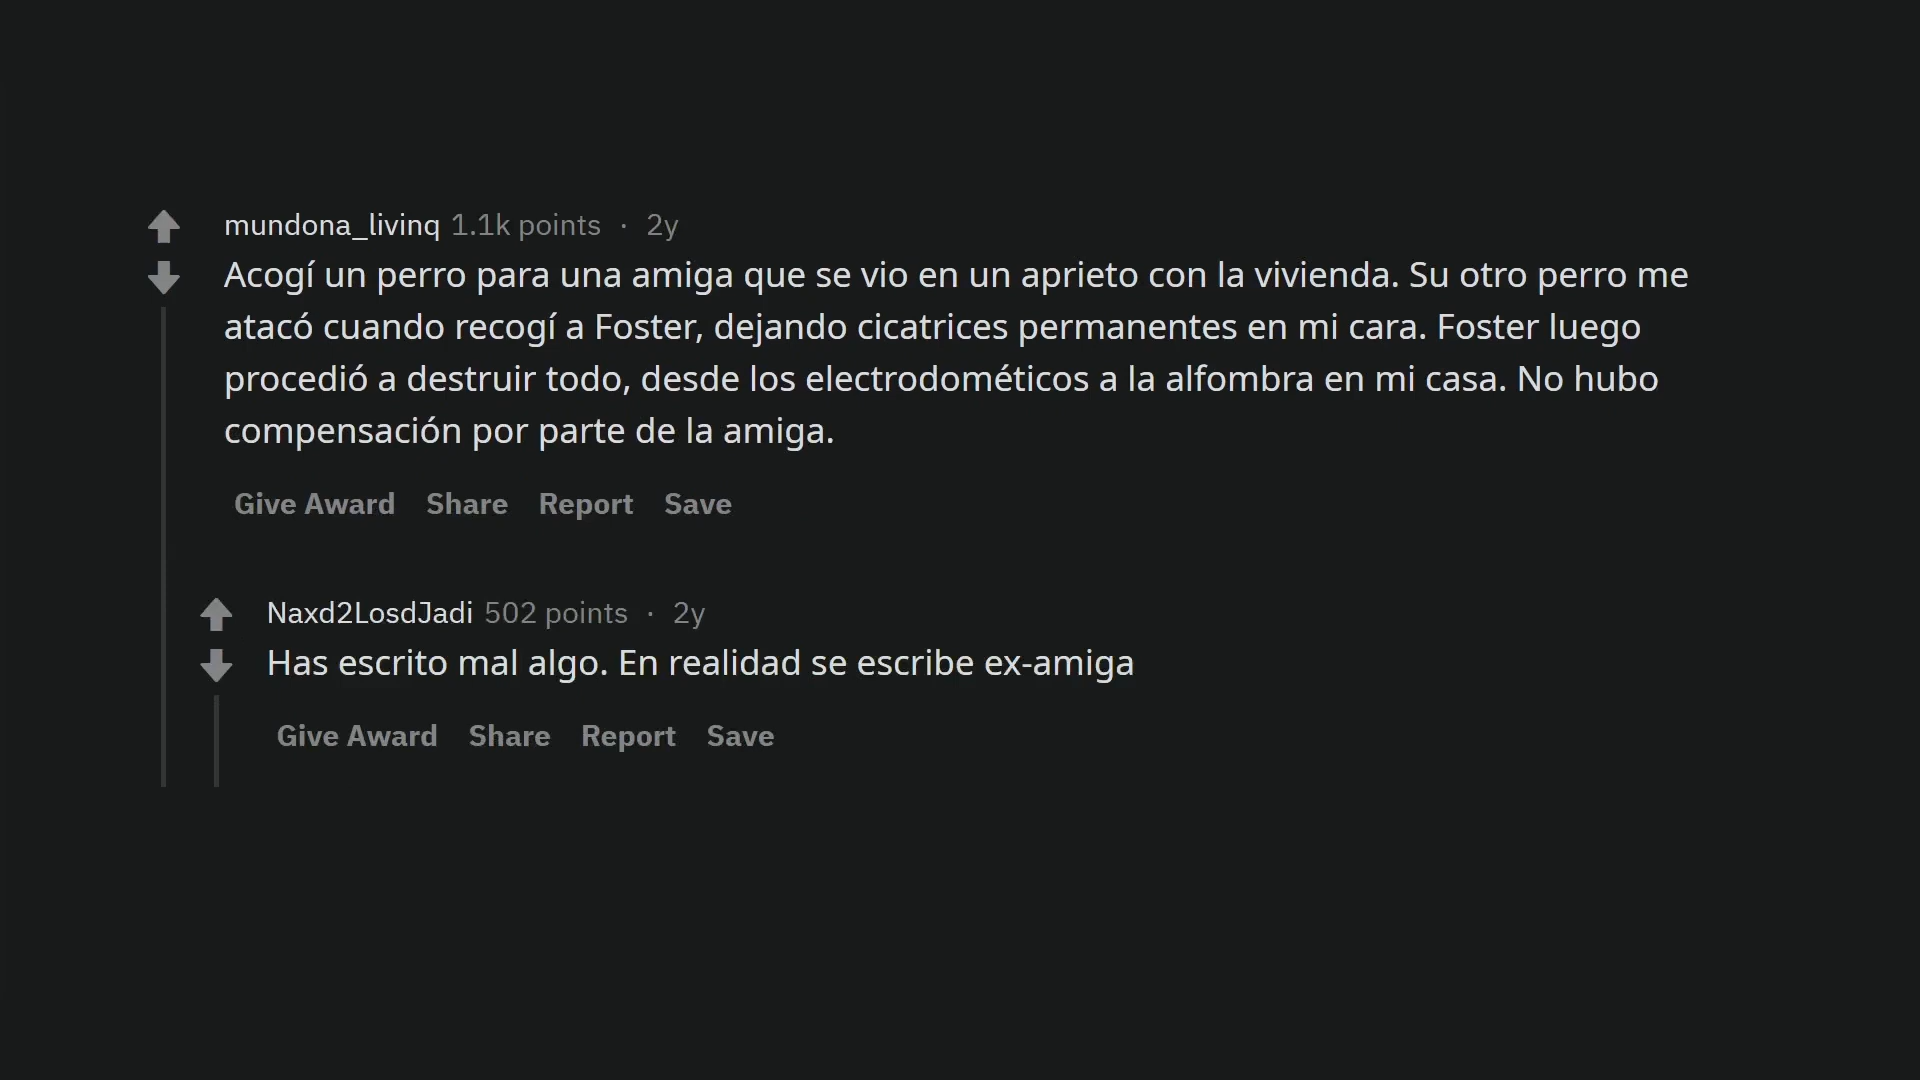 mundona_livinq 1.1k points · 2y
Acogí un perro para una amiga que se vio en un aprieto con la vivienda. Su otro perro me
atacó cuando recogí a Foster, dejando cicatrices permanentes en mi cara. Foster luego
procedió a destruir todo, desde los electrodométicos a la alfombra en mi casa. No hubo
compensación por parte de la amiga.
Give Award Share Report Save
Naxd2LosdJadi 502 points · 2y
Has escrito mal algo. En realidad se escribe ex-amiga
Give Award Share Report Save